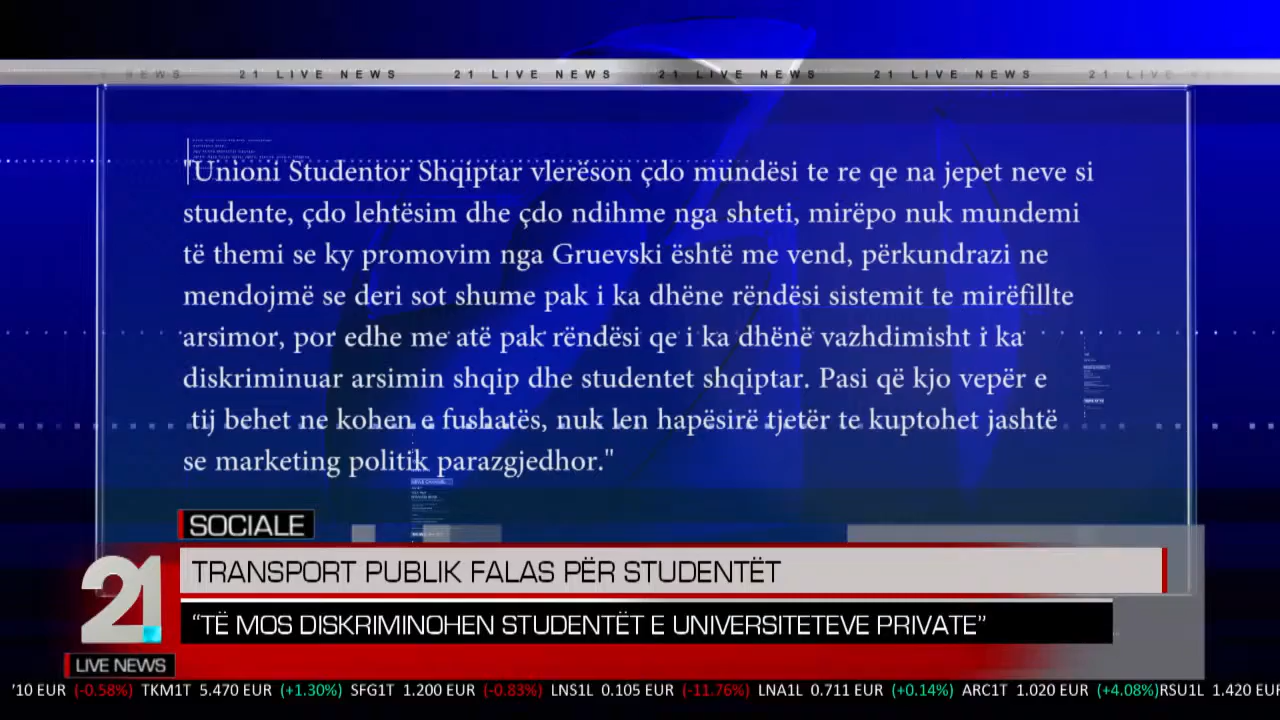 21 LIVE NEWS 21 LIVE NEWS 21 LIVE NEWS 21 LIVE NEWS
"Unioni Studentor Shqiptar vlerëson çdo mundësi te re qe na jepet neve si
studente, çdo lehtësim dhe çdo ndihme nga shteti, mirëpo nuk mundemi
të themi se ky promovim nga Gruevski është me vend, përkundrazi ne
mendojmë se deri sot shume pak i ka dhëne rëndësi sistemit te mirëfillte
arsimor, por edhe me atë pak rëndësi qe i ka dhënë vazhdimisht i ka
diskriminuar arsimin shqip dhe studentet shqiptar. Pasi që kjo vepër e
tij behet ne kohen e fushatës, nuk len hapësirë tjetër te kuptohet jashtë
se marketing politik parazgjedhor."
SOCIALE
TRANSPORT PUBLIK FALAS PËR STUDENTËT
"TË MOS DISKRIMINOHEN STUDENTËT E UNIVERSITETEVE PRIVATE"
21
LIVE NEWS
'10 EUR (-0.58%) TKM1T 5.470 EUR (+1.30%) SFG1T 1.200 EUR (-0.83%) LNS1L 0.105 EUR (-11.76%) LNA1L 0.711 EUR (+0.14%) ARC1T 1.020 EUR (+4.08%) RSU1L 1.420 EUR